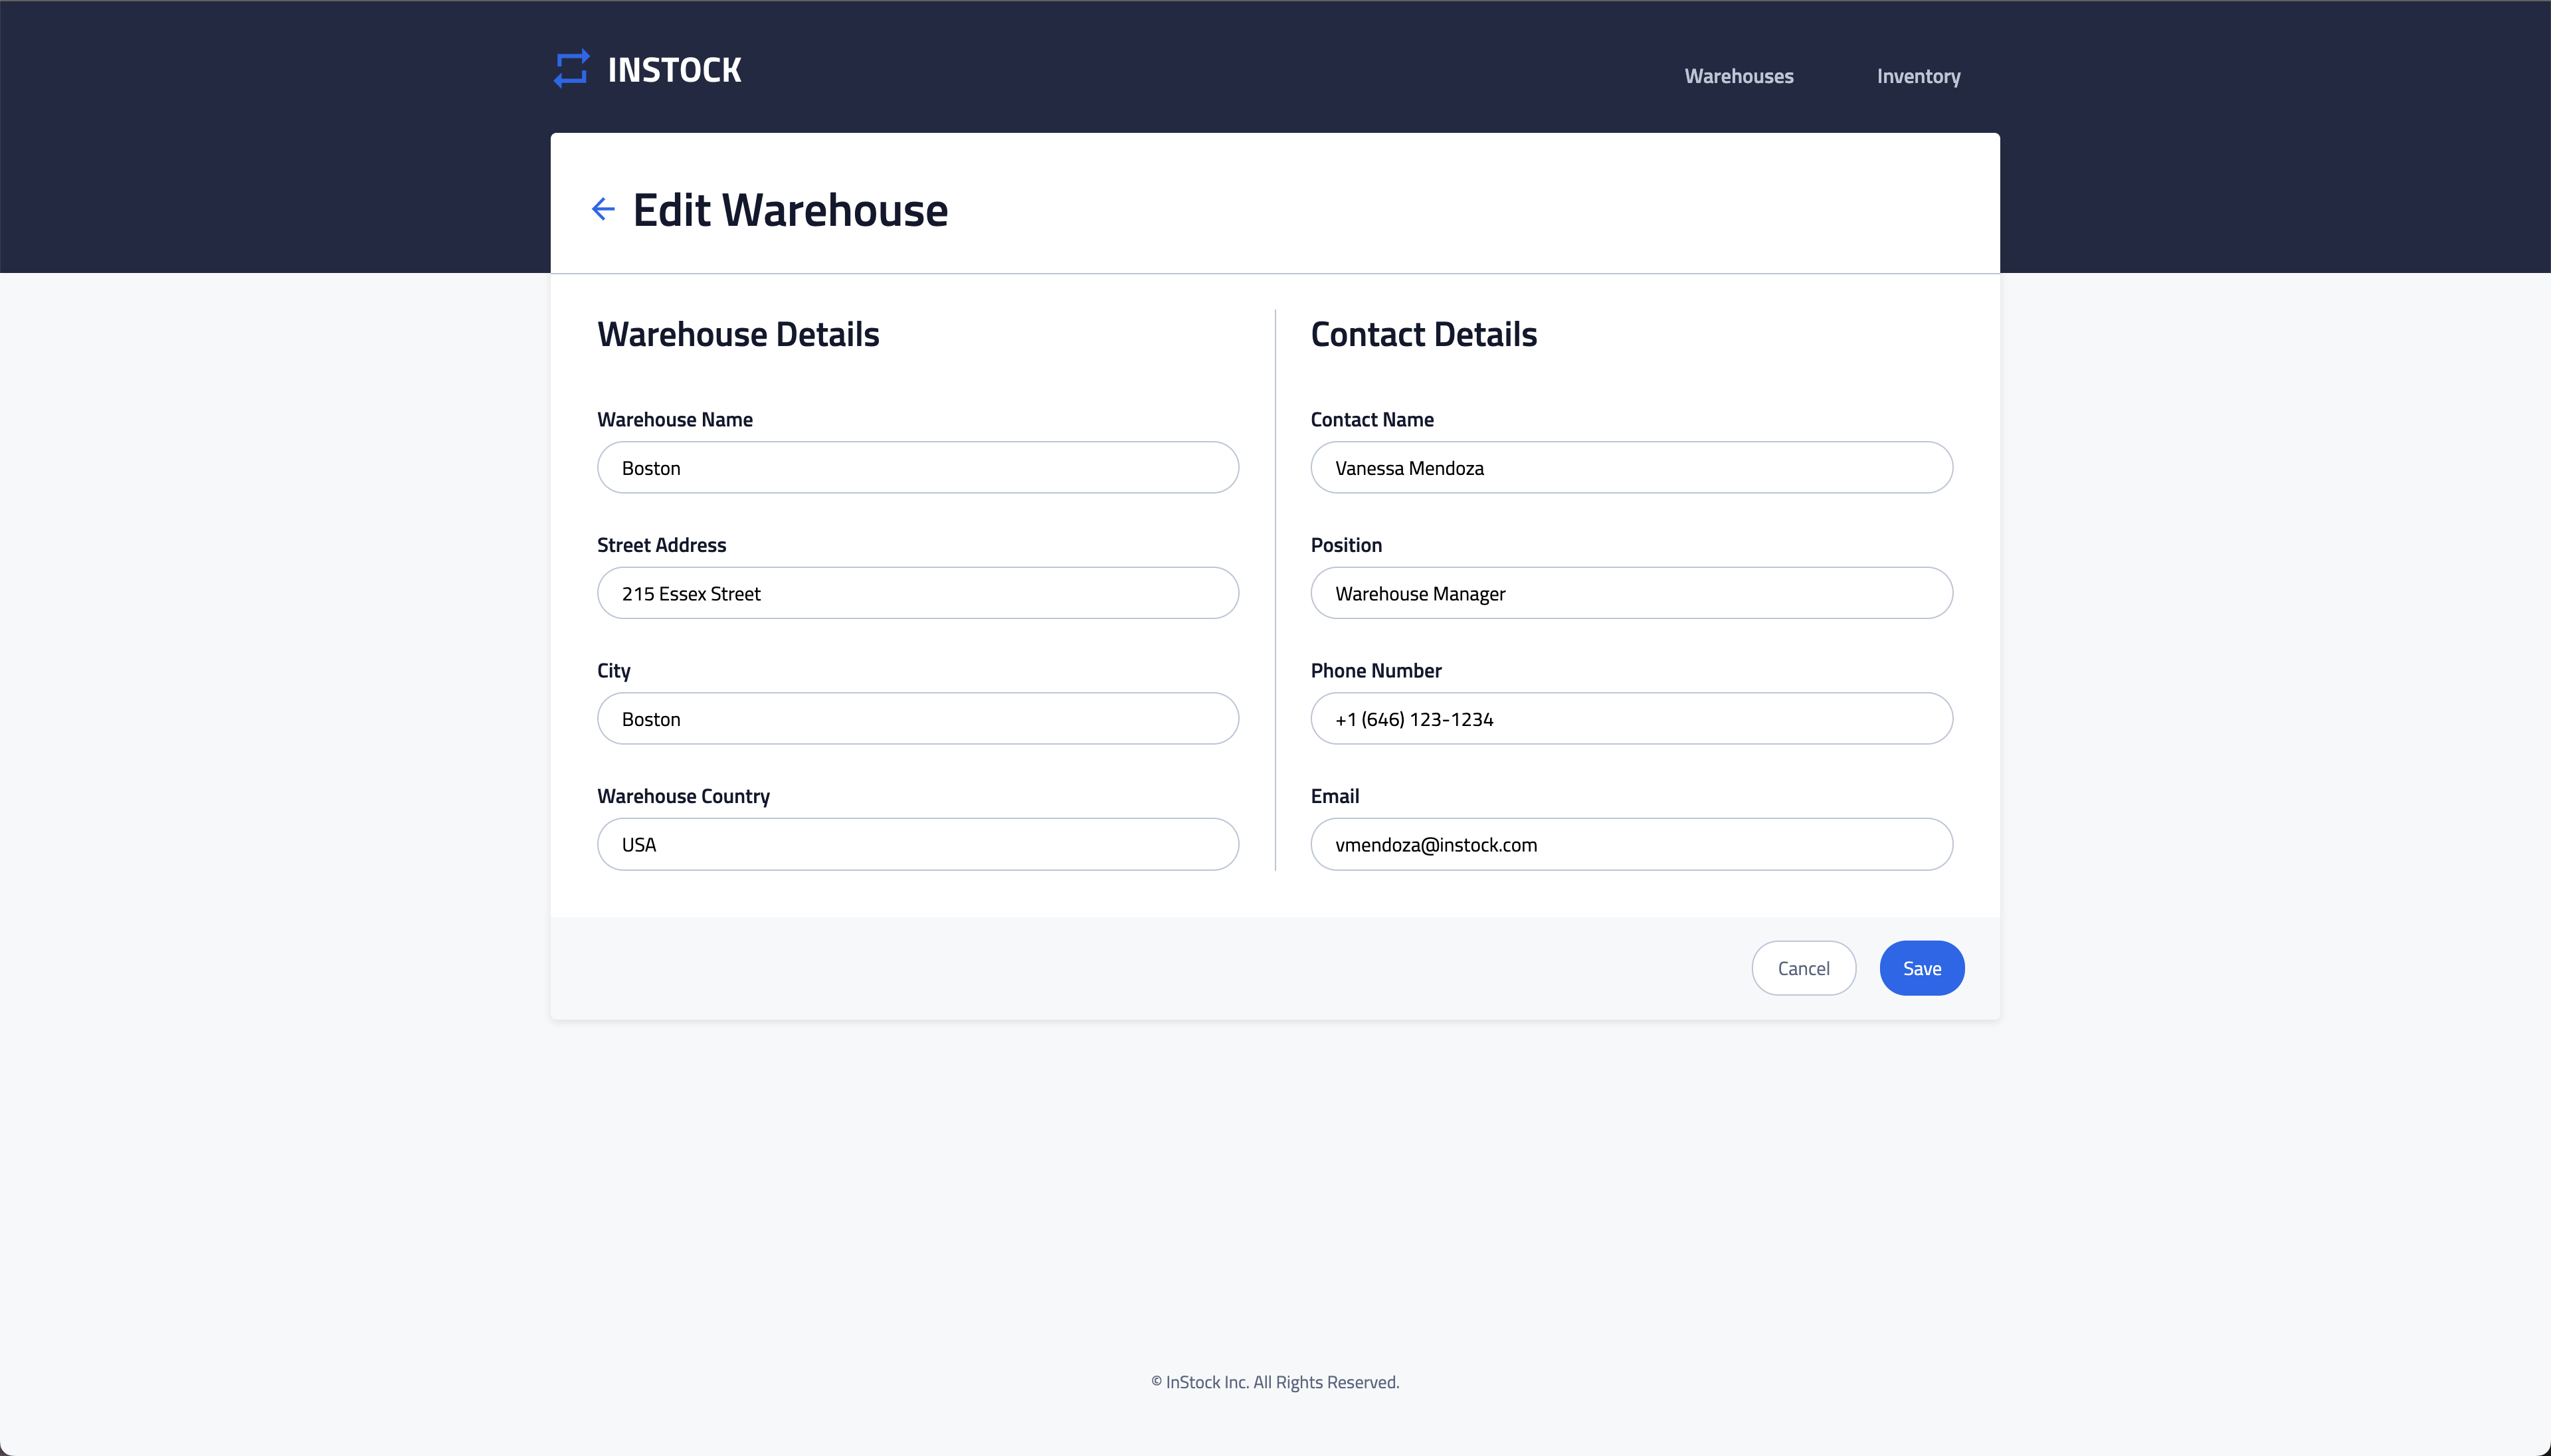 INSTOCK
Warehouses
Inventory
Edit Warehouse
Warehouse Details
Warehouse Name
Boston
Street Address
215 Essex Street
City
Boston
Warehouse Country
USA
Contact Details
Contact Name
Vanessa Mendoza
Position
Warehouse Manager
Phone Number
+1 (646) 123-1234
Email
vmendoza@instock.com
Cancel
Save
© InStock Inc. All Rights Reserved.